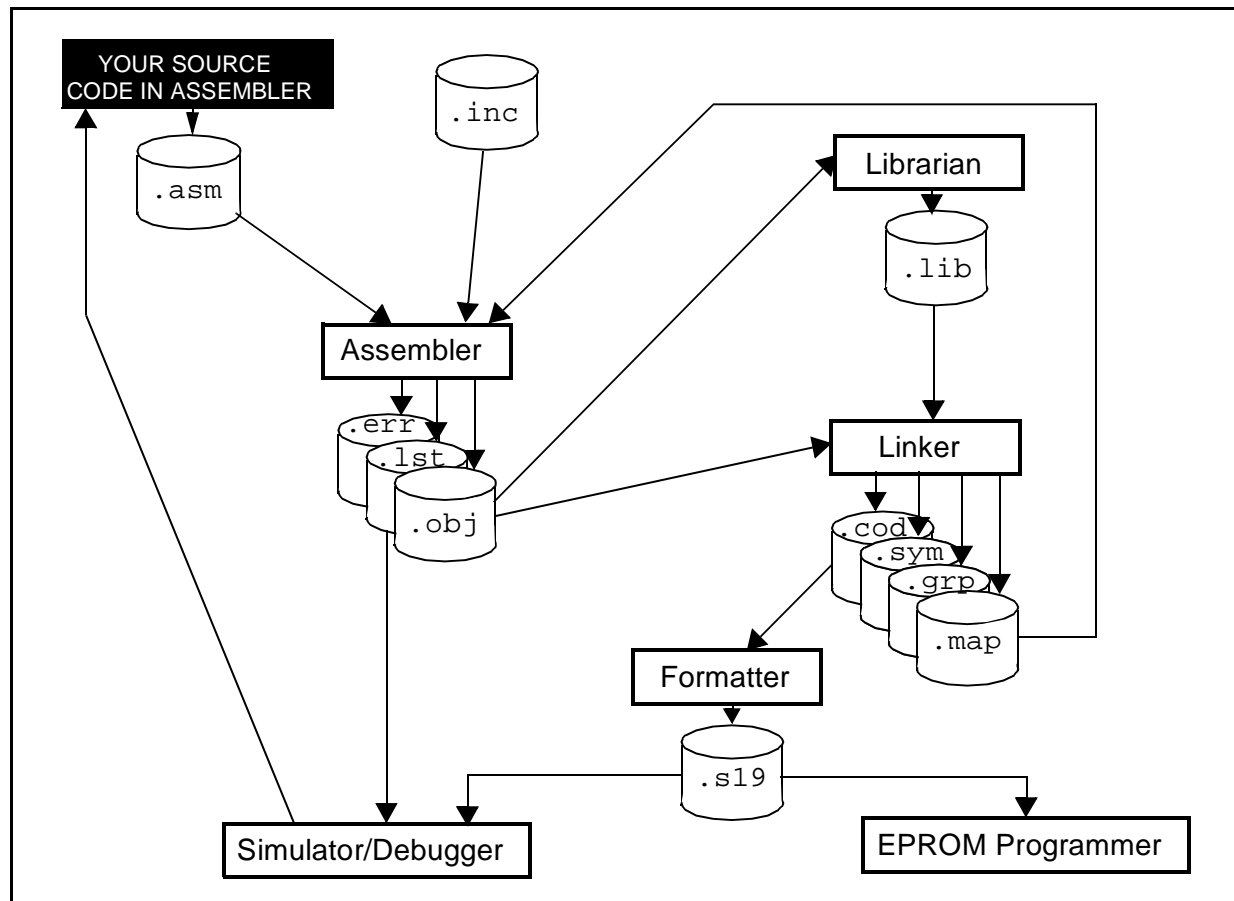 YOUR SOURCE
CODE IN ASSEMBLER
.inc
.asm
Librarian
.lib
Assembler
.err
.lst
.obj
Linker
.cod
.sym
.grp
.map
Formatter
.s19
Simulator/Debugger
EPROM Programmer